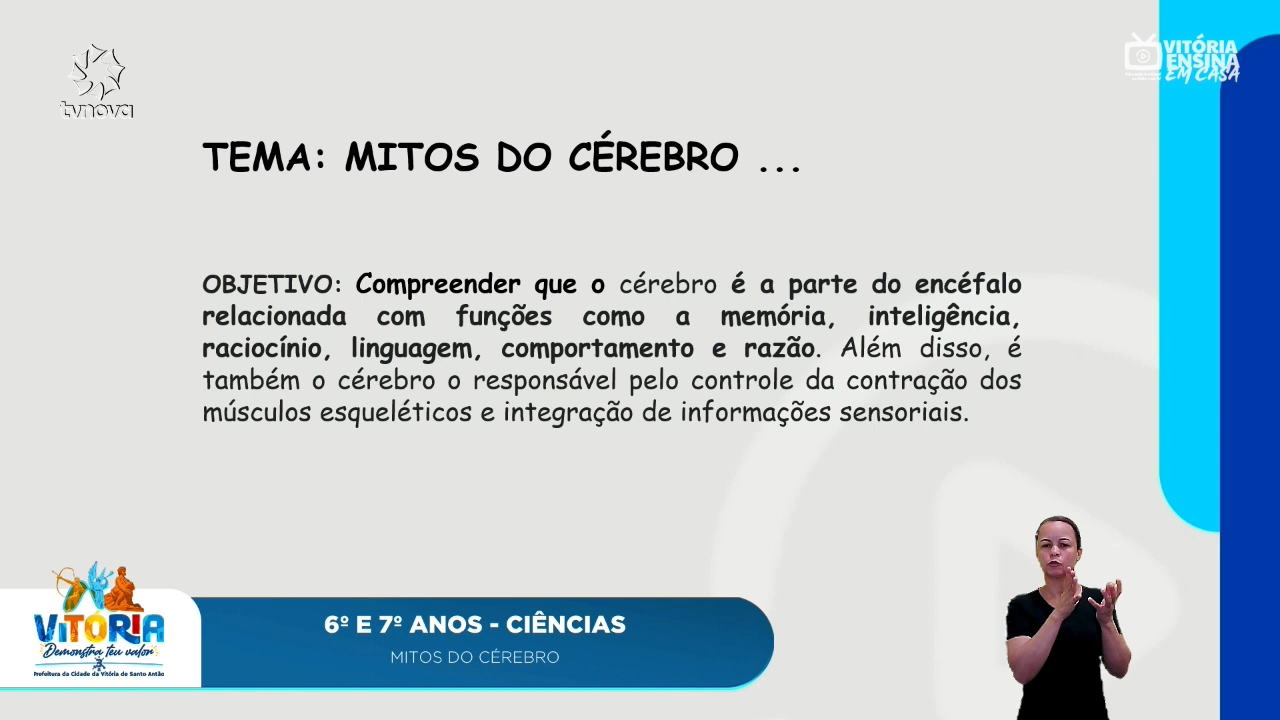 tvnova
VITÓRIA
ENSINA
EM CASA
TEMA: MITOS DO CÉREBRO ...
OBJETIVO: Compreender que o cérebro é a parte do encéfalo
relacionada com funções como a memória, inteligência,
raciocínio, linguagem, comportamento e razão. Além disso, é
também o cérebro o responsável pelo controle da contração dos
músculos esqueléticos e integração de informações sensoriais.
VITÓRIA
Demonstra teu valor
Prefeitura da Cidade da Vitória de Santo Antão
6º E 7º ANOS - CIÊNCIAS
MITOS DO CÉREBRO